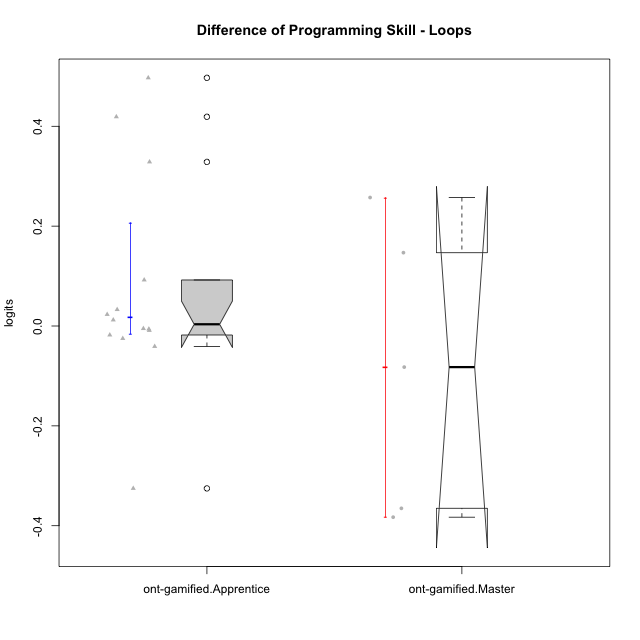 Difference of Programming Skill - Loops
logits
0.4
0.2
0.0
-0.2
-0.4
ont-gamified.Apprentice
ont-gamified.Master